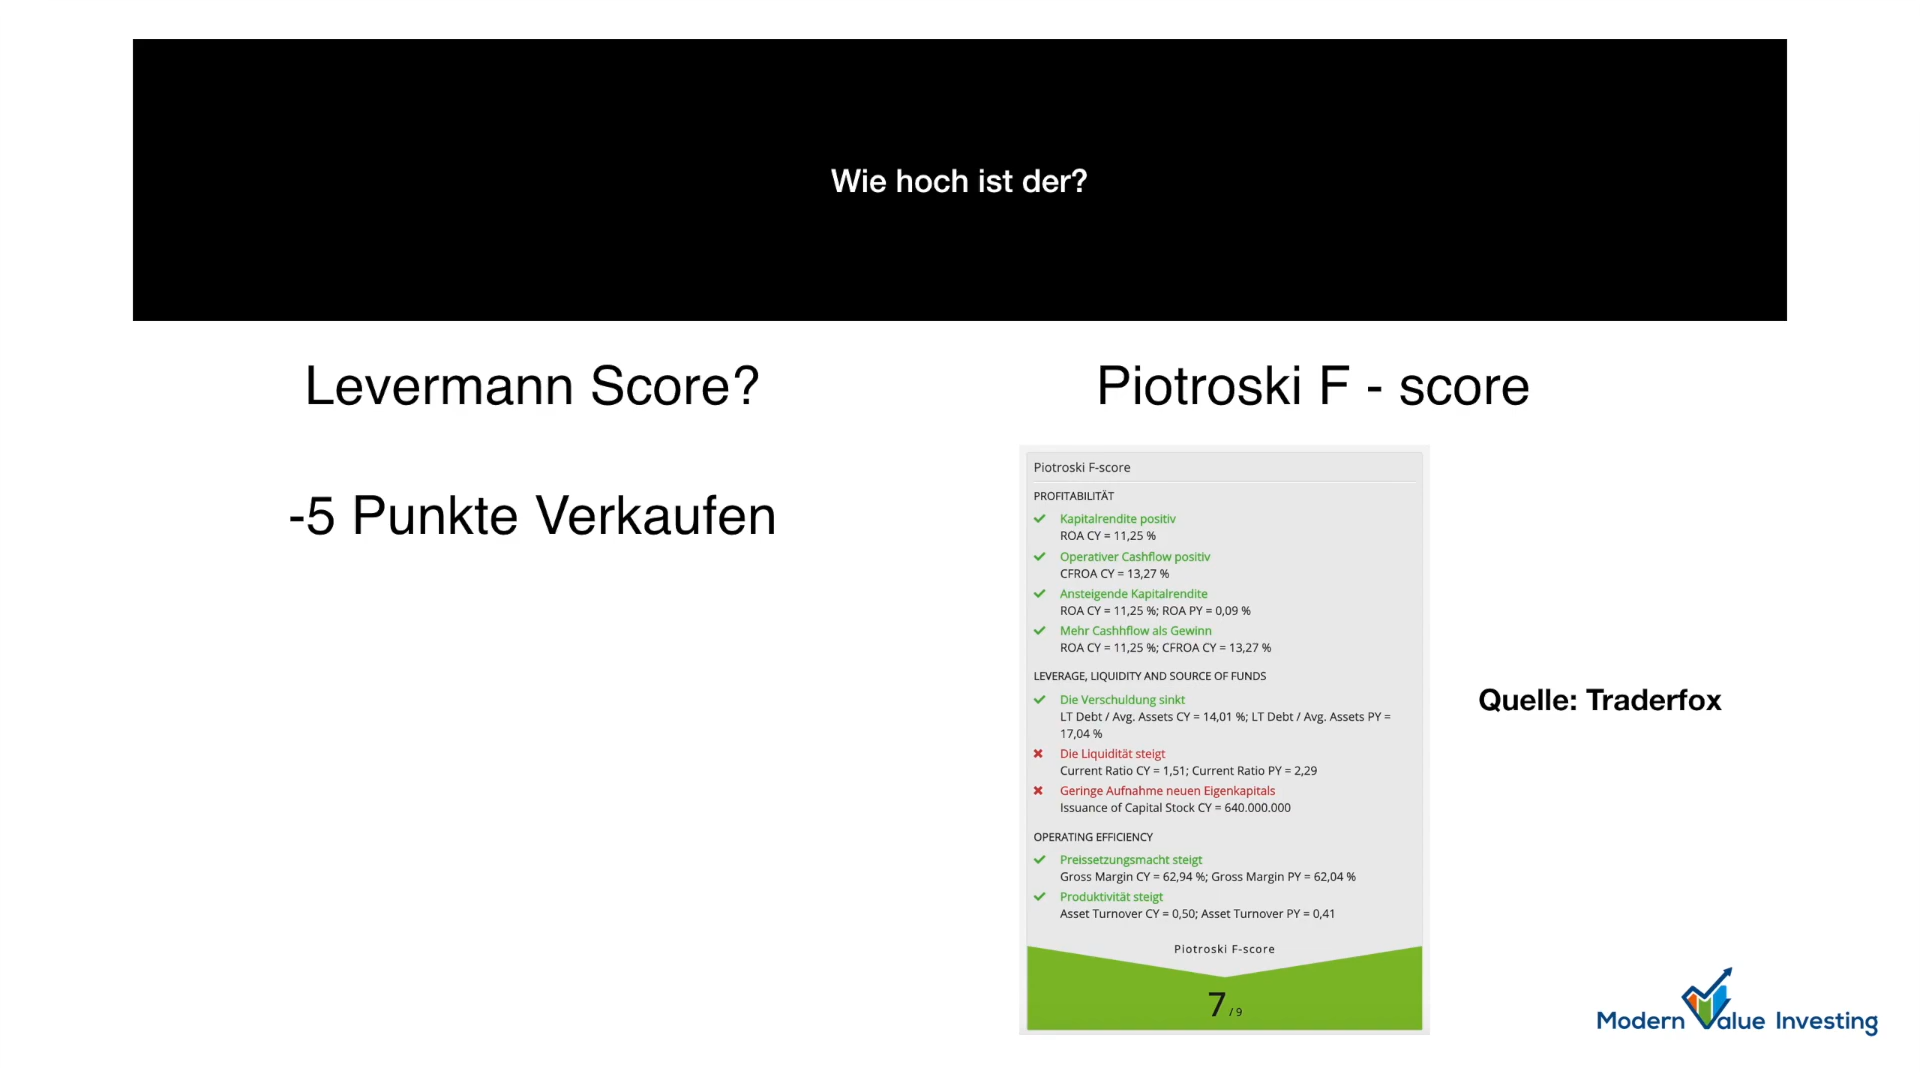 Wie hoch ist der?
Levermann Score?
-5 Punkte Verkaufen
Piotroski F - score
Piotroski F-score
PROFITABILITÄT
Kapitalrendite positiv
ROA CY = 11,25 %
Operativer Cashflow positiv
CFROA CY = 13,27 %
Ansteigende Kapitalrendite
ROA CY = 11,25 %; ROA PY = 0,09 %
Mehr Cashhflow als Gewinn
ROA CY = 11,25 %; CFROA CY = 13,27 %
LEVERAGE, LIQUIDITY AND SOURCE OF FUNDS
Die Verschuldung sinkt
LT Debt / Avg. Assets CY = 14,01 %; LT Debt / Avg. Assets PY =
17,04 %
Die Liquidität steigt
Current Ratio CY = 1,51; Current Ratio PY = 2,29
Geringe Aufnahme neuen Eigenkapitals
Issuance of Capital Stock CY = 640.000.000
OPERATING EFFICIENCY
Preissetzungsmacht steigt
Gross Margin CY = 62,94 %; Gross Margin PY = 62,04 %
Produktivität steigt
Asset Turnover CY = 0,50; Asset Turnover PY = 0,41
Piotroski F-score
7 / 9
Quelle: Traderfox
Modern Value Investing